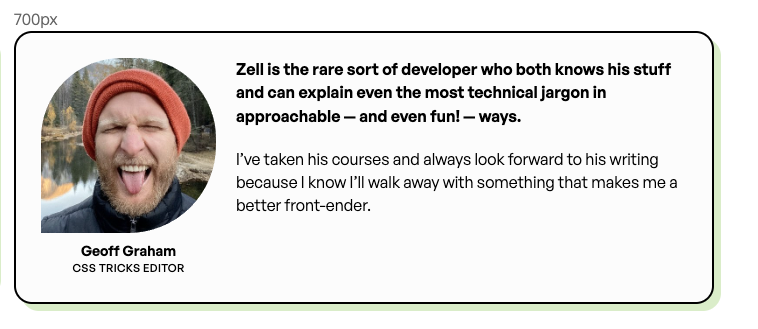 700px
Zell is the rare sort of developer who both knows his stuff
and can explain even the most technical jargon in
approachable — and even fun! — ways.
I’ve taken his courses and always look forward to his writing
because I know I’ll walk away with something that makes me a
better front-ender.
Geoff Graham
CSS TRICKS EDITOR